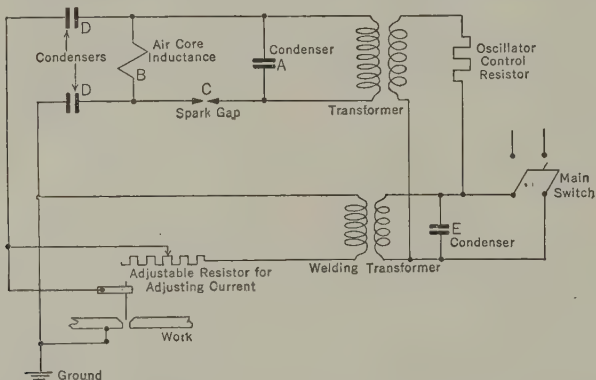 D
Condensers
D
Air Core
Inductance
B
C
Spark Gap
Condenser
A
Transformer
Oscillator
Control
Resistor
Main
Switch
E
Condenser
Welding Transformer
Adjustable Resistor for
Adjusting Current
Work
Ground